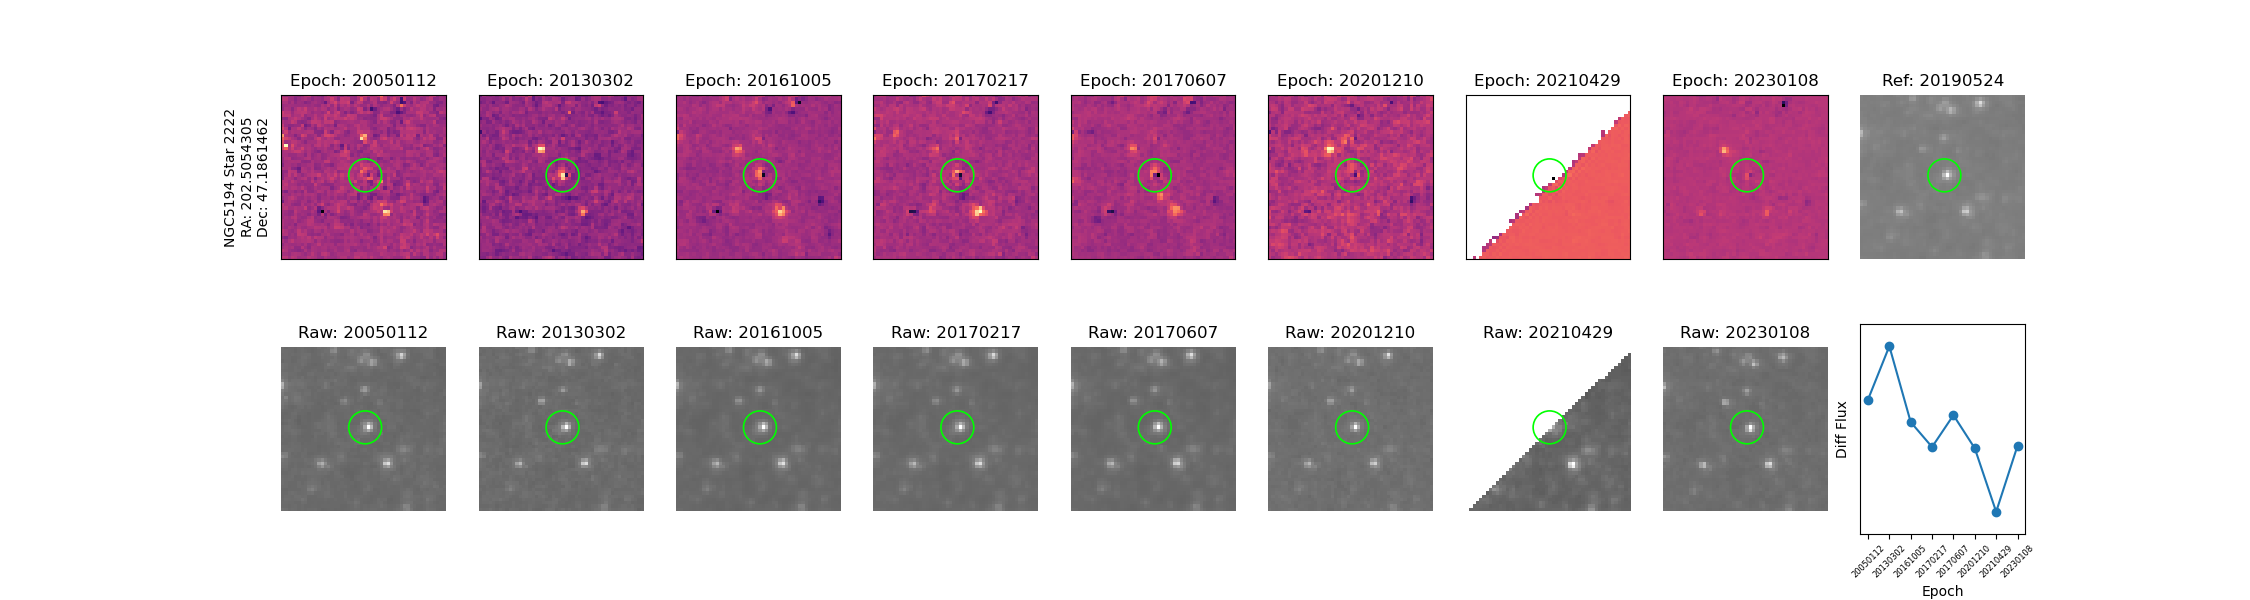 NGC5194 Star 2222
RA: 202.5054305
Dec: 47.1861462
Epoch: 20050112
Epoch: 20130302
Epoch: 20161005
Epoch: 20170217
Epoch: 20170607
Epoch: 20201210
Epoch: 20210429
Epoch: 20230108
Ref: 20190524
Raw: 20050112
Raw: 20130302
Raw: 20161005
Raw: 20170217
Raw: 20170607
Raw: 20201210
Raw: 20210429
Raw: 20230108
Diff Flux
20050112
20130302
20161005
20170217
20170607
20201210
20210429
20230108
Epoch